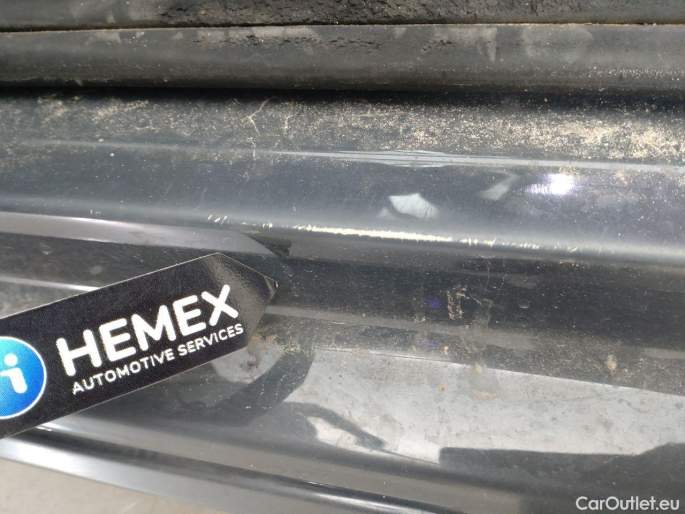 i HEMEX
AUTOMOTIVE SERVICES
CarOutlet.eu